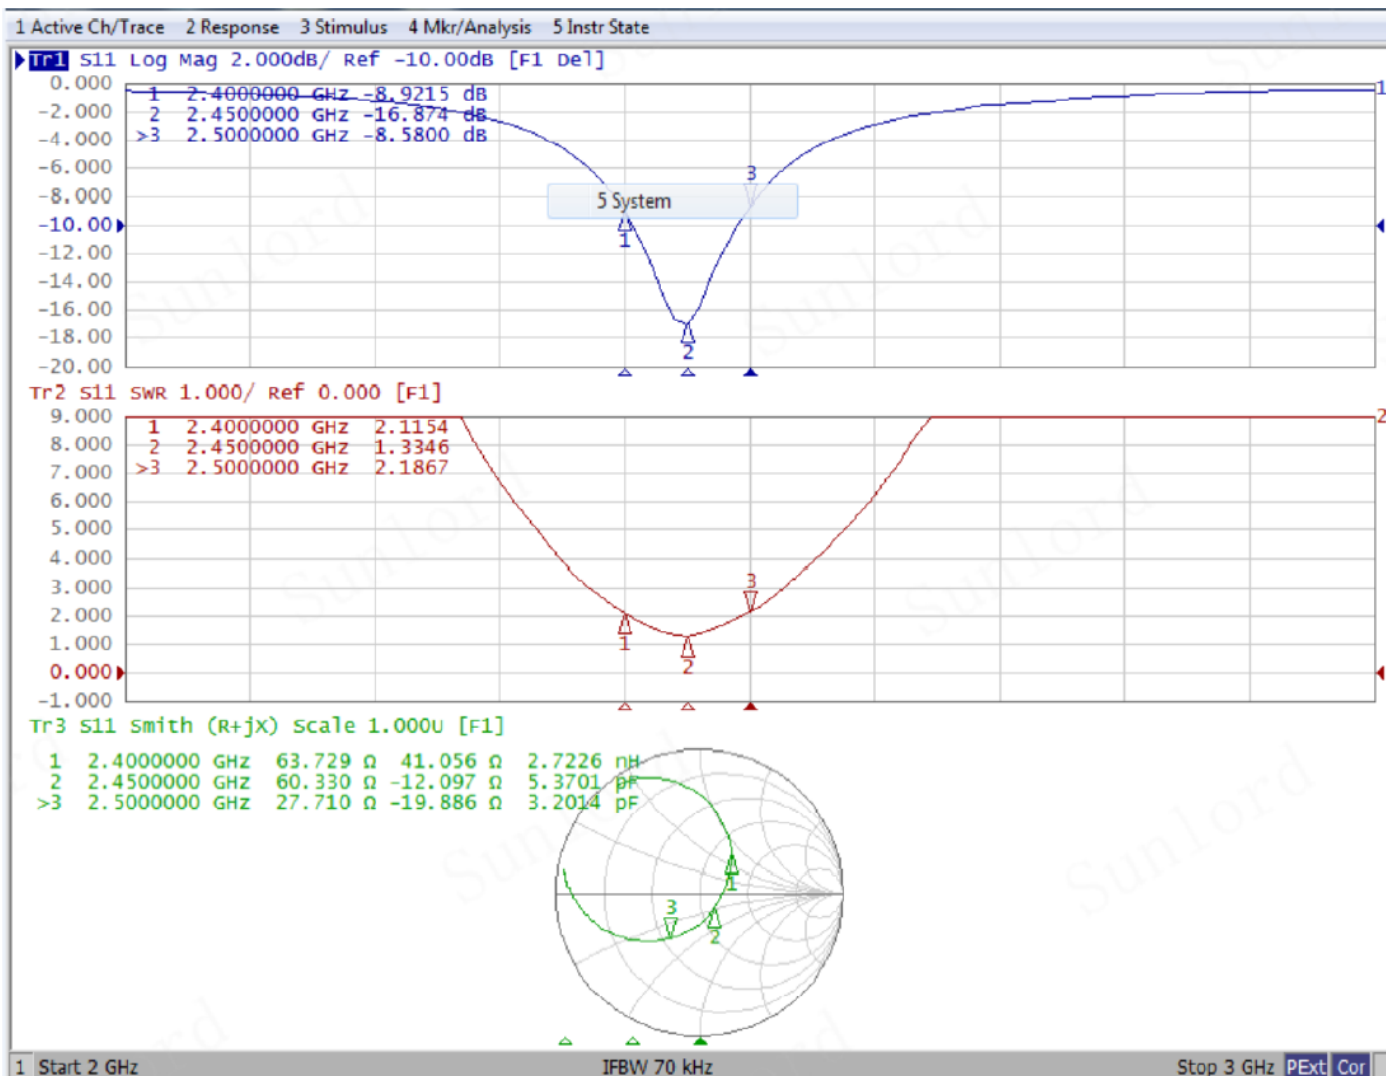 1 Active Ch/Trace 2 Response 3 Stimulus 4 Mkr/Analysis 5 Instr State
Tr1 S11 Log Mag 2.000dB/ Ref -10.00dB [F1 Del]
0.000
-2.000
-4.000
-6.000
-8.000
-10.00
-12.00
-14.00
-16.00
-18.00
-20.00
1 2.4000000 GHz -8.9215 dB
2 2.4500000 GHz -16.874 dB
>3 2.5000000 GHz -8.5800 dB
1
3
5 System
1
2
Tr2 S11 SWR 1.000/ Ref 0.000 [F1]
9.000
8.000
7.000
6.000
5.000
4.000
3.000
2.000
1.000
0.000
-1.000
1 2.4000000 GHz 2.1154
2 2.4500000 GHz 1.3346
>3 2.5000000 GHz 2.1867
2
3
1
2
Tr3 S11 Smith (R+jX) Scale 1.000U [F1]
1 2.4000000 GHz 63.729 Ω 41.056 Ω 2.7226 nH
2 2.4500000 GHz 60.330 Ω -12.097 Ω 5.3701 pF
>3 2.5000000 GHz 27.710 Ω -19.886 Ω 3.2014 pF
1
3
2
1 Start 2 GHz IFBW 70 kHz Stop 3 GHz PExt Cor
Sunlord
Sunlord
Sunlord
Sunlord
Sunlord
Sunlord